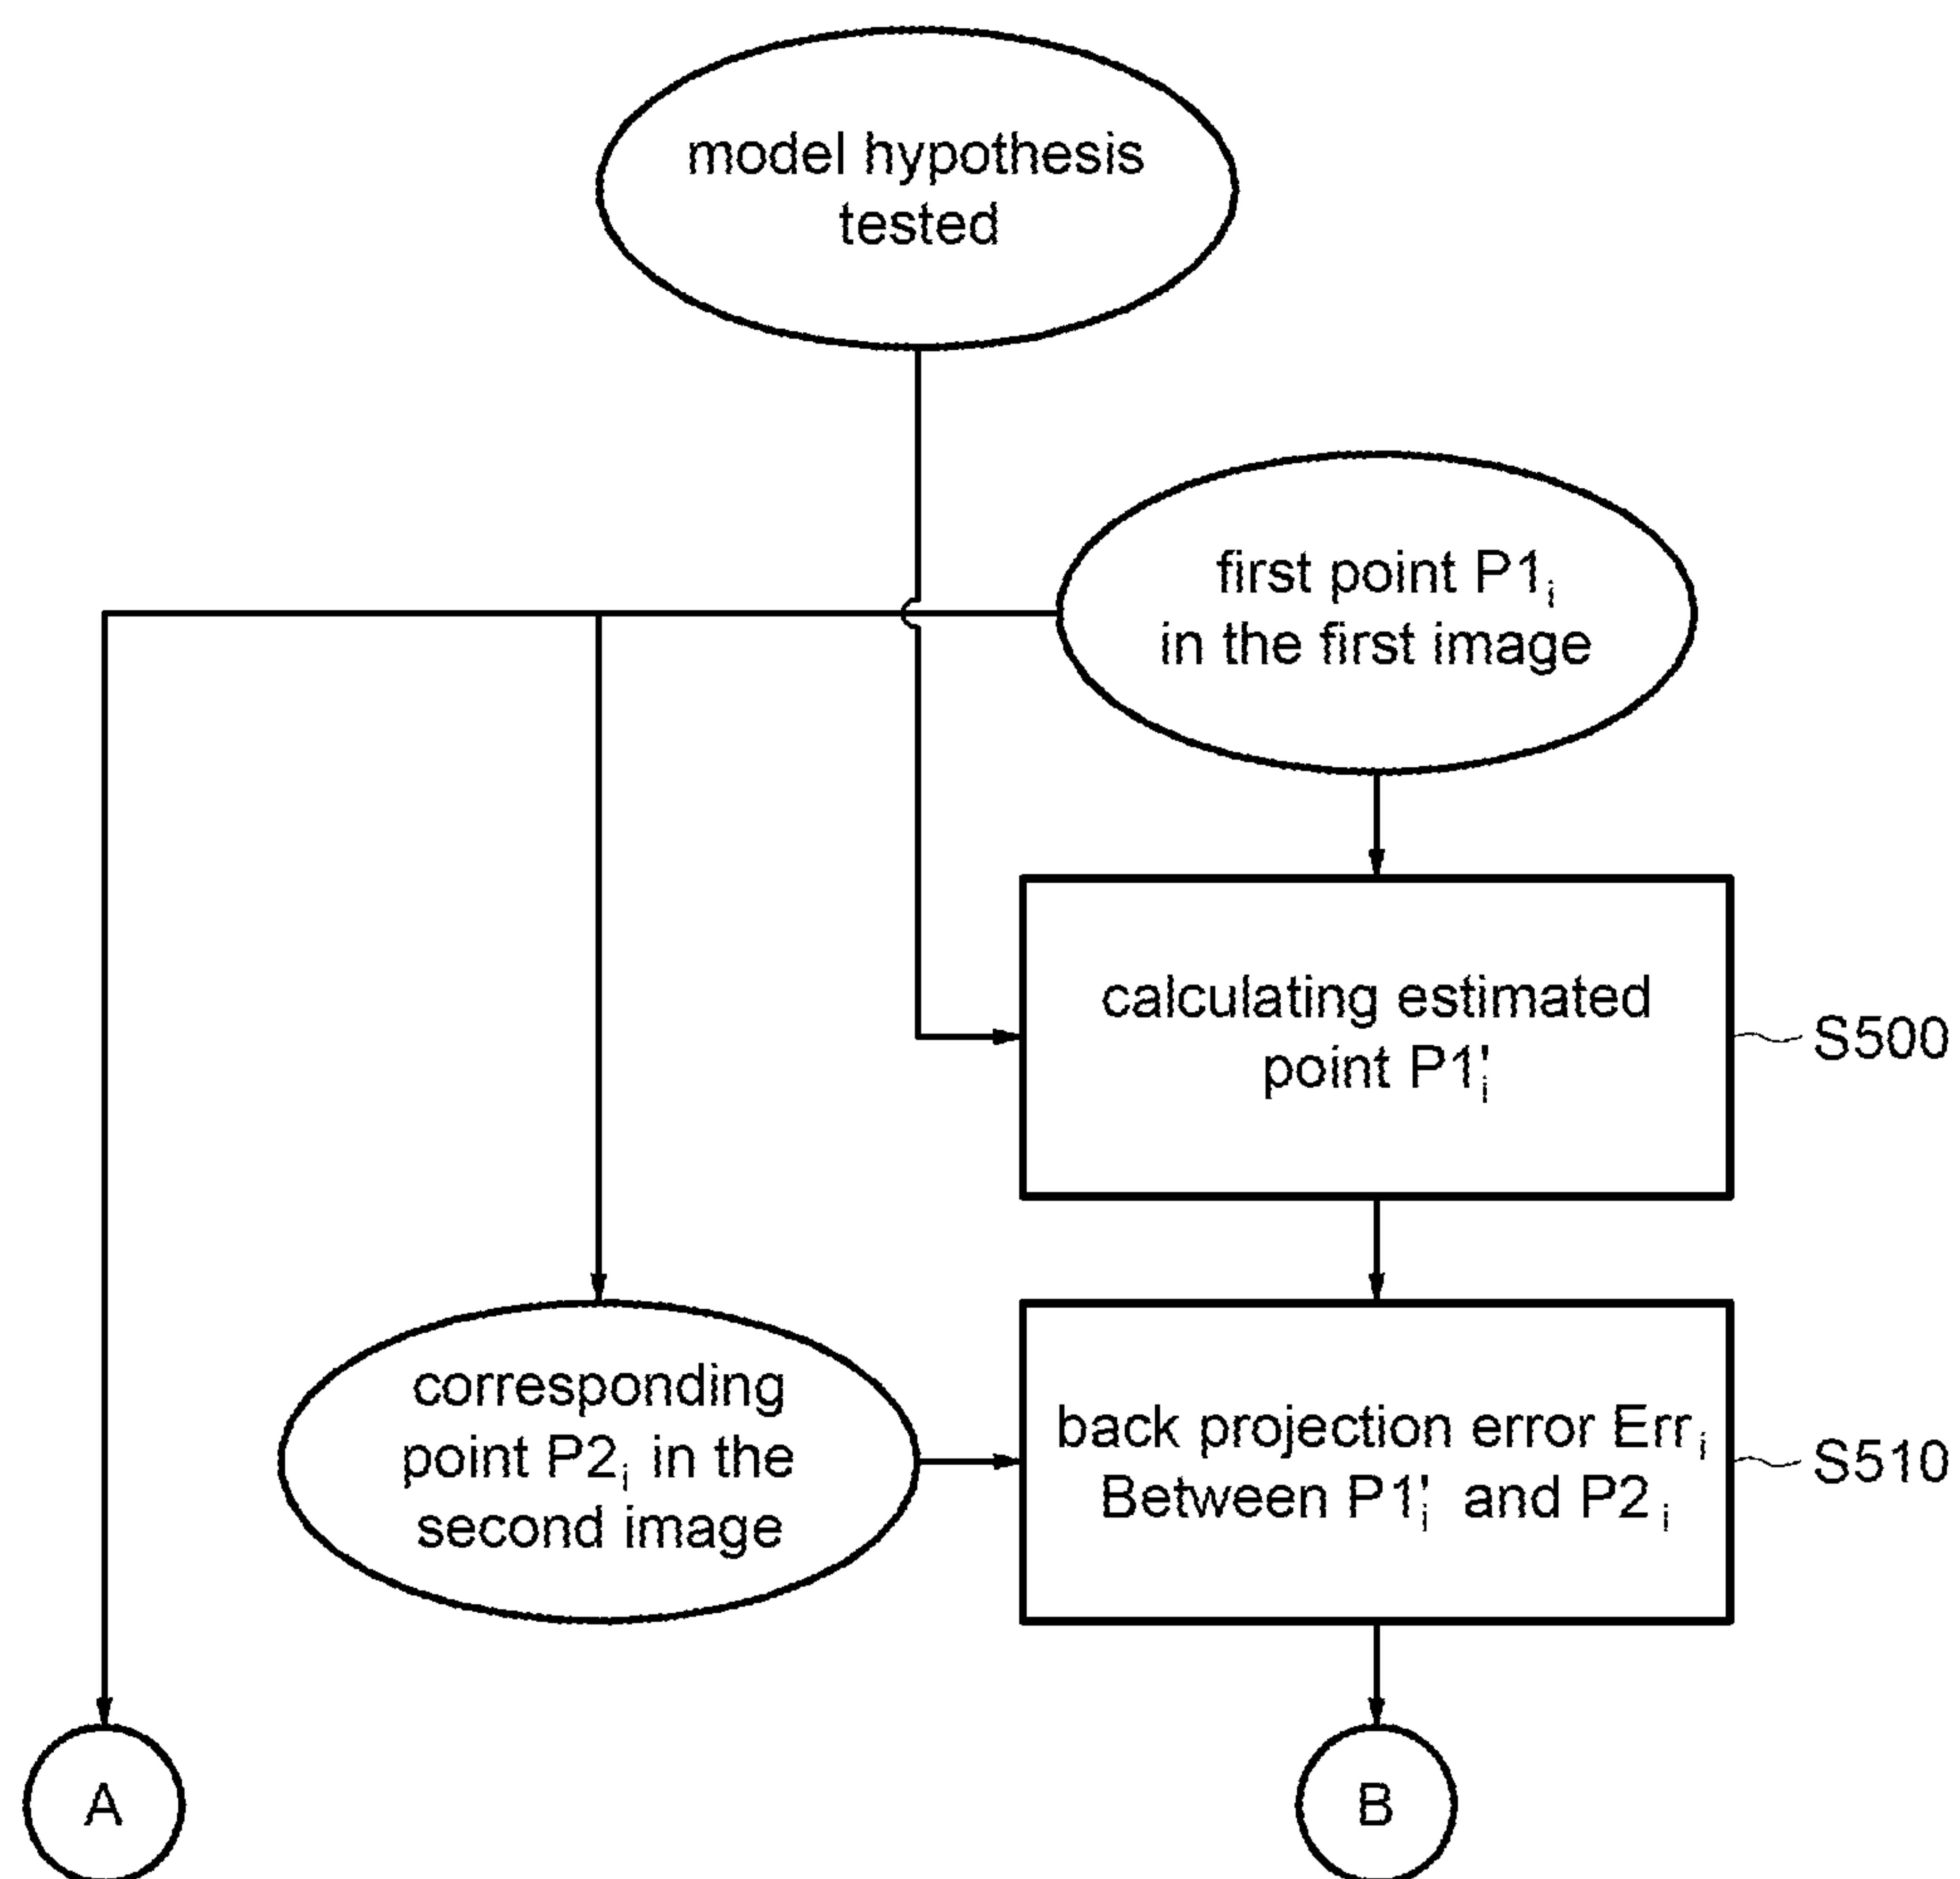 model hypothesis
tested
first point P1i
in the first image
calculating estimated
point P1'i
S500
corresponding
point P2i in the
second image
back projection error Erri
Between P1'i and P2i
S510
A
B